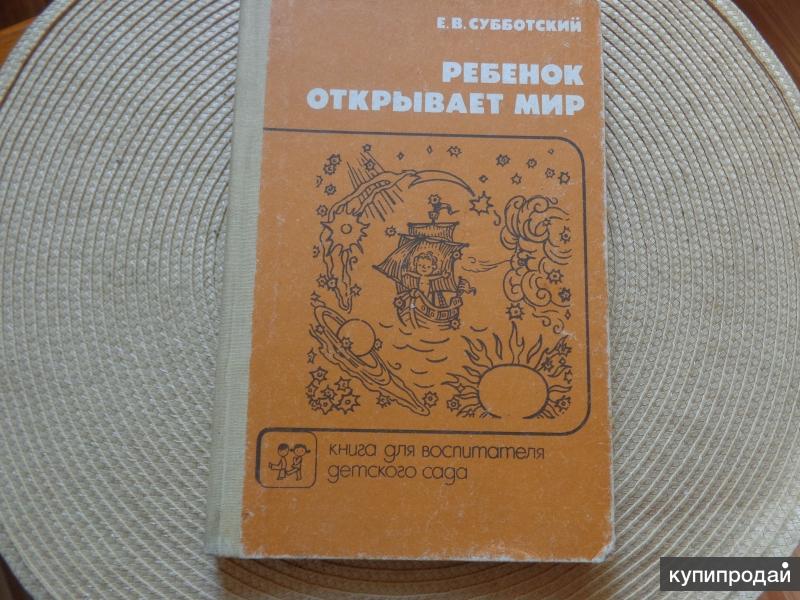 Е. В. СУББОТСКИЙ
РЕБЕНОК
ОТКРЫВАЕТ МИР
книга для воспитателя
детского сада
купипродай